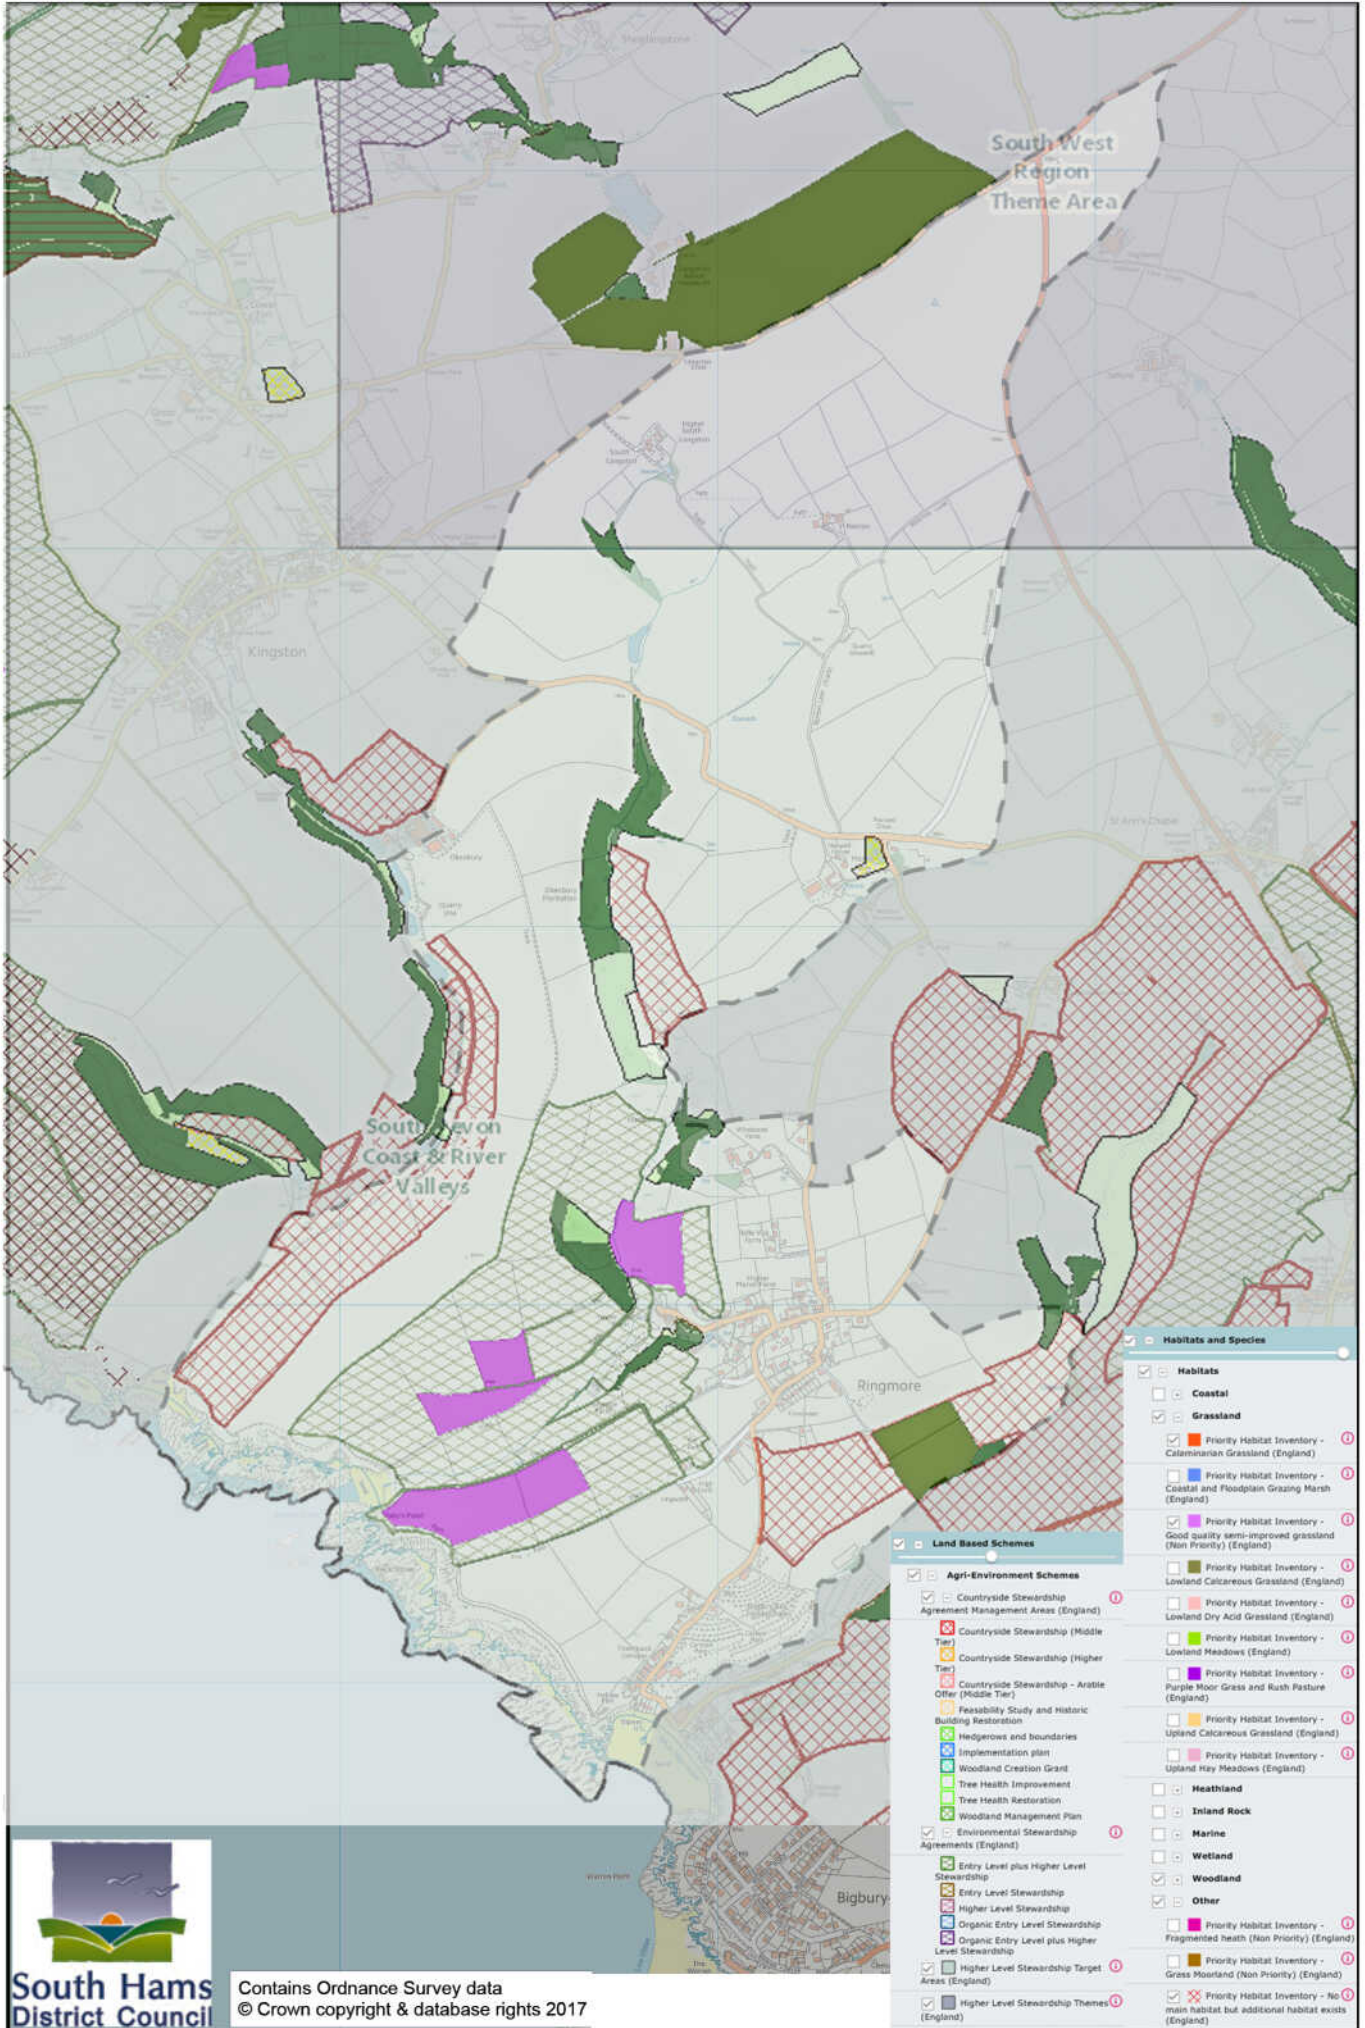 South West
Region
Theme Area
Kingston
St Ann's Chapel
South Devon
Coast & River
Valleys
Ringmore
Bigbury-
Habitats and Species
Habitats
Coastal
Grassland
Priority Habitat Inventory -
Calaminarian Grassland (England)
Priority Habitat Inventory -
Coastal and Floodplain Grazing Marsh
(England)
Priority Habitat Inventory -
Good quality semi-improved grassland
(Non Priority) (England)
Priority Habitat Inventory -
Lowland Calcareous Grassland (England)
Priority Habitat Inventory -
Lowland Dry Acid Grassland (England)
Priority Habitat Inventory -
Lowland Meadows (England)
Priority Habitat Inventory -
Purple Moor Grass and Rush Pasture
(England)
Priority Habitat Inventory -
Upland Calcareous Grassland (England)
Priority Habitat Inventory -
Upland Hay Meadows (England)
Heathland
Inland Rock
Marine
Wetland
Woodland
Other
Priority Habitat Inventory -
Fragmented heath (Non Priority) (England)
Priority Habitat Inventory -
Grass Moorland (Non Priority) (England)
Priority Habitat Inventory - No
main habitat but additional habitat exists
(England)
Land Based Schemes
Agri-Environment Schemes
Countryside Stewardship
Agreement Management Areas (England)
Countryside Stewardship (Middle
Tier)
Countryside Stewardship (Higher
Tier)
Countryside Stewardship - Arable
Offer (Middle Tier)
Feasability Study and Historic
Building Restoration
Hedgerows and boundaries
Implementation plan
Woodland Creation Grant
Tree Health Improvement
Tree Health Restoration
Woodland Management Plan
Environmental Stewardship
Agreements (England)
Entry Level plus Higher Level
Stewardship
Entry Level Stewardship
Higher Level Stewardship
Organic Entry Level Stewardship
Organic Entry Level plus Higher
Level Stewardship
Higher Level Stewardship Target
Areas (England)
Higher Level Stewardship Themes
(England)
South Hams
District Council
Contains Ordnance Survey data
© Crown copyright & database rights 2017